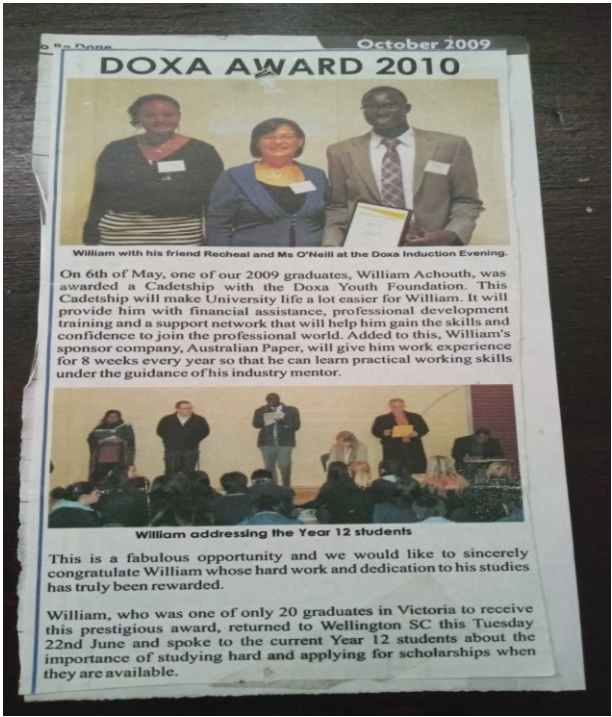 o Be Done
October 2009
DOXA AWARD 2010
William with his friend Recheal and Ms O'Neill at the Doxa Induction Evening.
On 6th of May, one of our 2009 graduates, William Achouth, was
awarded a Cadetship with the Doxa Youth Foundation. This
Cadetship will make University life a lot easier for William. It will
provide him with financial assistance, professional development
training and a support network that will help him gain the skills and
confidence to join the professional world. Added to this, William's
sponsor company, Australian Paper, will give him work experience
for 8 weeks every year so that he can learn practical working skills
under the guidance of his industry mentor.
William addressing the Year 12 students
This is a fabulous opportunity and we would like to sincerely
congratulate William whose hard work and dedication to his studies
has truly been rewarded.
William, who was one of only 20 graduates in Victoria to receive
this prestigious award, returned to Wellington SC this Tuesday
22nd June and spoke to the current Year 12 students about the
importance of studying hard and applying for scholarships when
they are available.